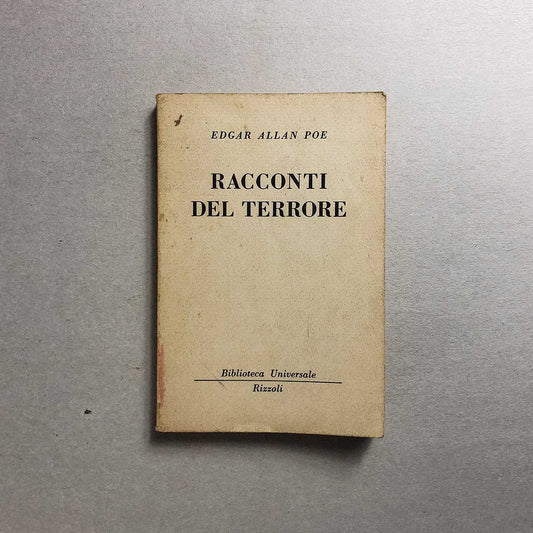 EDGAR ALLAN POE
RACCONTI
DEL TERRORE
Biblioteca Universale
Rizzoli